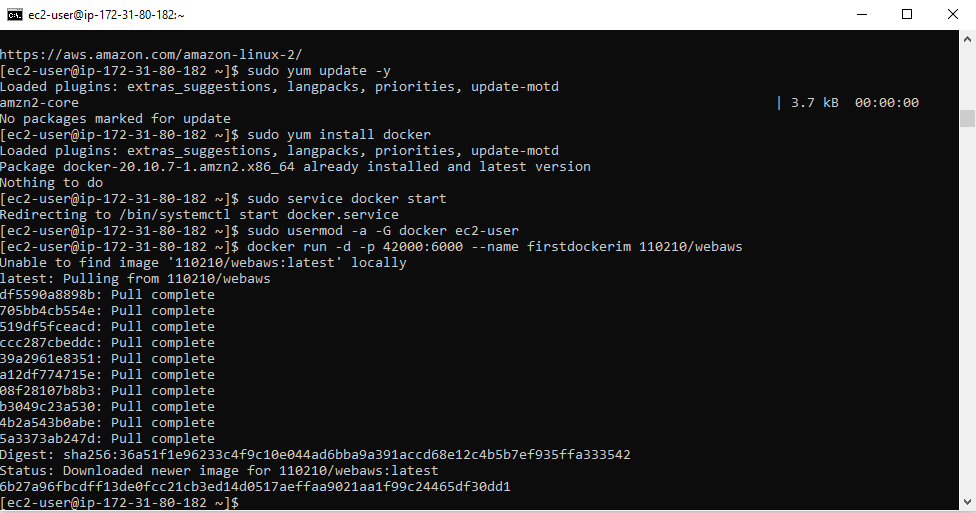 ec2-user@ip-172-31-80-182:~
https://aws.amazon.com/amazon-linux-2/
[ec2-user@ip-172-31-80-182 ~]$ sudo yum update -y
Loaded plugins: extras_suggestions, langpacks, priorities, update-motd
amzn2-core | 3.7 kB 00:00:00
No packages marked for update
[ec2-user@ip-172-31-80-182 ~]$ sudo yum install docker
Loaded plugins: extras_suggestions, langpacks, priorities, update-motd
Package docker-20.10.7-1.amzn2.x86_64 already installed and latest version
Nothing to do
[ec2-user@ip-172-31-80-182 ~]$ sudo service docker start
Redirecting to /bin/systemctl start docker.service
[ec2-user@ip-172-31-80-182 ~]$ sudo usermod -a -G docker ec2-user
[ec2-user@ip-172-31-80-182 ~]$ docker run -d -p 42000:6000 --name firstdockerim 110210/webaws
Unable to find image '110210/webaws:latest' locally
latest: Pulling from 110210/webaws
df5590a8898b: Pull complete
705bb4cb554e: Pull complete
519df5fceacd: Pull complete
ccc287cbeddc: Pull complete
39a2961e8351: Pull complete
a12df774715e: Pull complete
08f28107b8b3: Pull complete
b3049c23a530: Pull complete
4b2a543b0abe: Pull complete
5a3373ab247d: Pull complete
Digest: sha256:36a51f1e96233c4f9c10e044ad6bba9a391accd68e12c4b5b7ef935ffa333542
Status: Downloaded newer image for 110210/webaws:latest
6b27a96fbcdff13de0fcc21cb3ed14d0517aeffaa9021aa1f99c24465df30dd1
[ec2-user@ip-172-31-80-182 ~]$